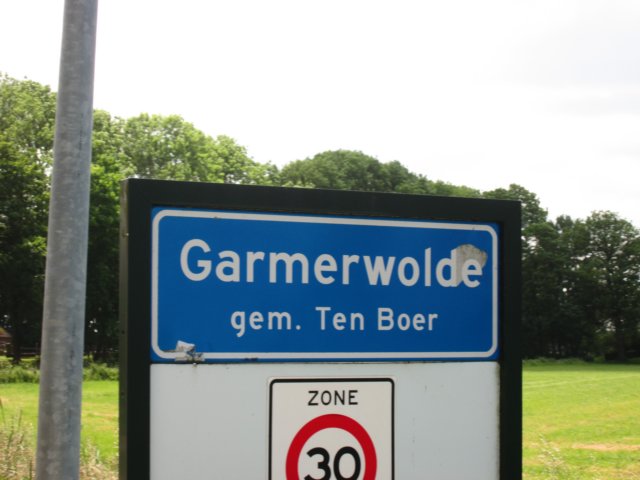 Garmerwolde
gem. Ten Boer
ZONE
30